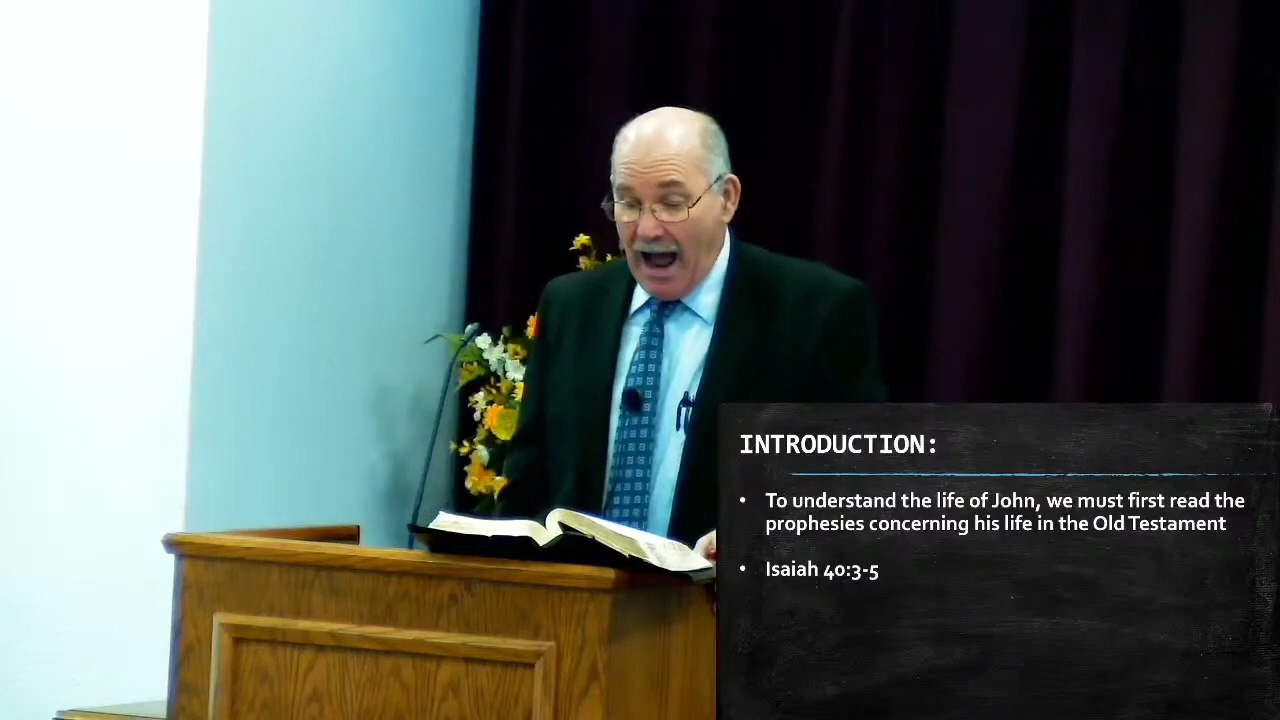 INTRODUCTION:
• To understand the life of John, we must first read the
prophesies concerning his life in the Old Testament
• Isaiah 40:3-5